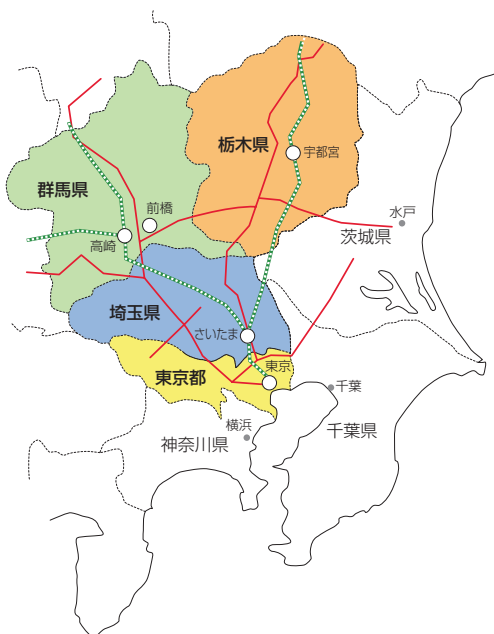 栃木県
宇都宮
群馬県
前橋
水戸
高崎
茨城県
埼玉県
さいたま
東京
東京都
千葉
横浜
千葉県
神奈川県